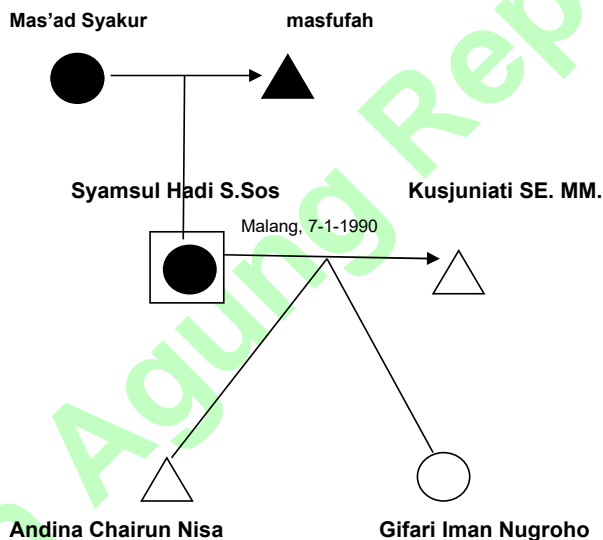 Mas'ad Syakur masfufah
Syamsul Hadi S.Sos Kusjuniati SE. MM.
Malang, 7-1-1990
Andina Chairun Nisa Gifari Iman Nugroho
Agung Rep